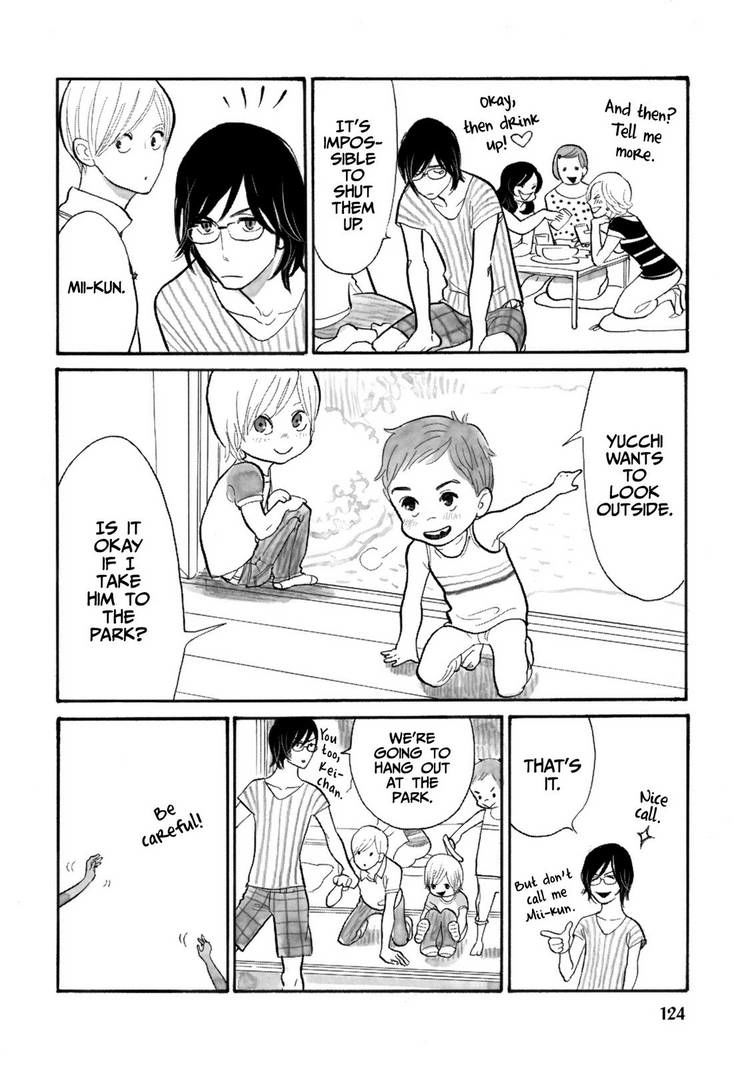 And then?
Tell me
more.
Okay,
then drink
up! ♡
IT'S
IMPOS-
SIBLE
TO
SHUT
THEM
UP.
MII-KUN.
YUCCHI
WANTS
TO
LOOK
OUTSIDE.
IS IT
OKAY
IF I
TAKE
HIM TO
THE
PARK?
THAT'S
IT.
Nice
call.
But don't
call me
Mii-kun.
WE'RE
GOING TO
HANG OUT
AT THE
PARK.
You
too,
Kei-
chan.
Be
careful!
124